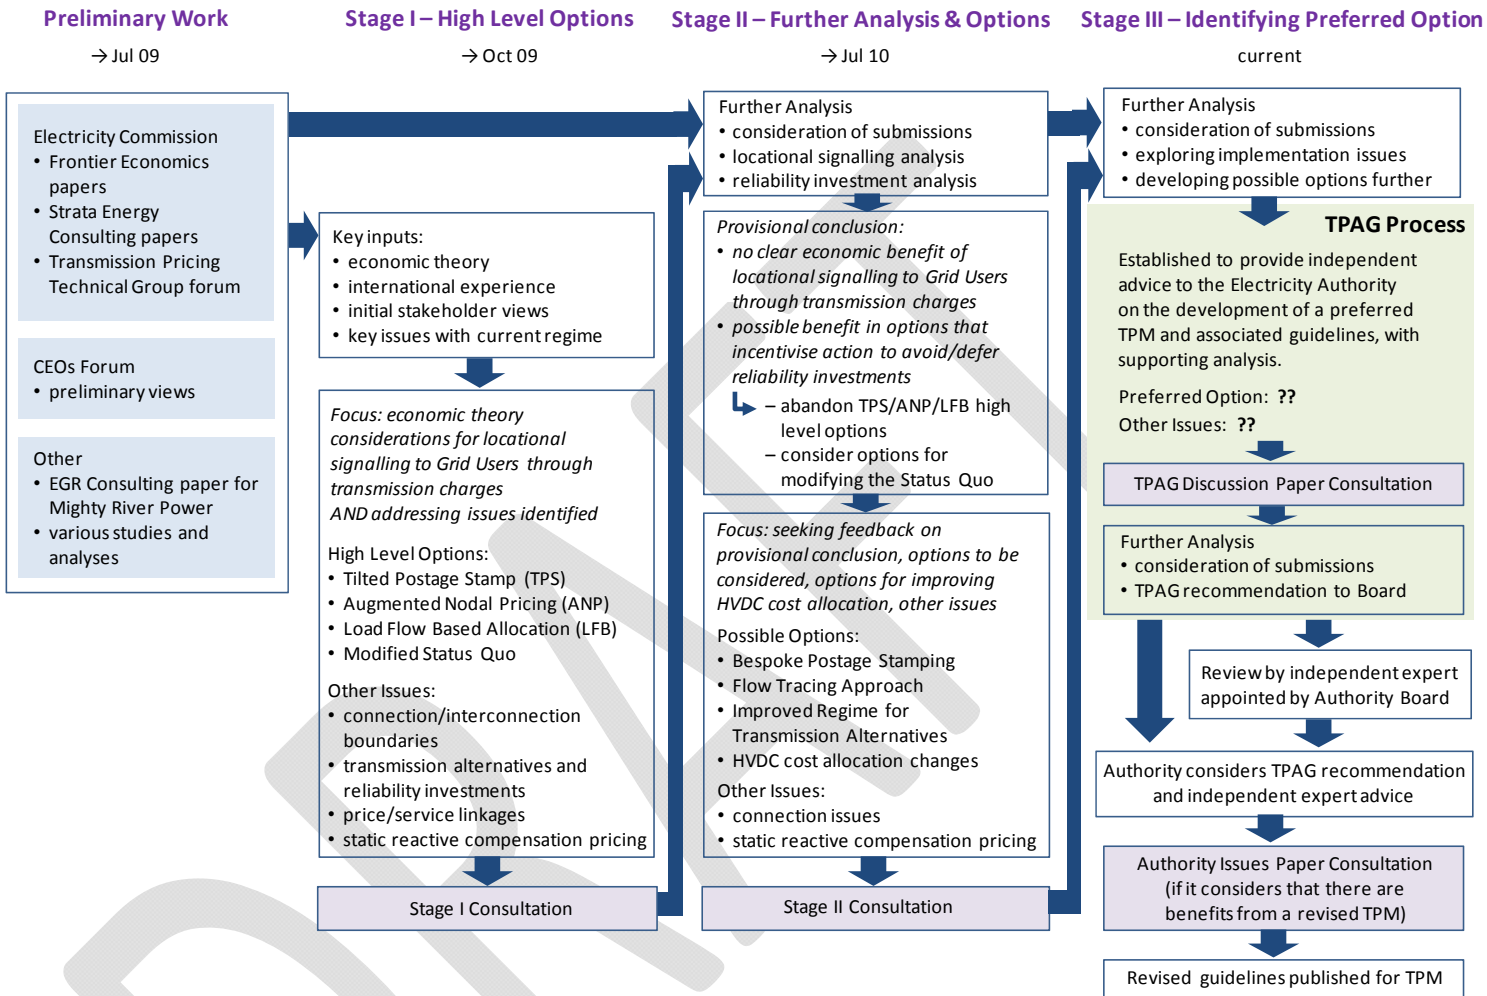 Preliminary Work
→ Jul 09
Electricity Commission
• Frontier Economics
papers
• Strata Energy
Consulting papers
• Transmission Pricing
Technical Group forum
CEOs Forum
• preliminary views
Other
• EGR Consulting paper for
Mighty River Power
• various studies and
analyses
Stage I – High Level Options
→ Oct 09
Key inputs:
• economic theory
• international experience
• initial stakeholder views
• key issues with current regime
Focus: economic theory
considerations for locational
signalling to Grid Users through
transmission charges
AND addressing issues identified
High Level Options:
• Tilted Postage Stamp (TPS)
• Augmented Nodal Pricing (ANP)
• Load Flow Based Allocation (LFB)
• Modified Status Quo
Other Issues:
• connection/interconnection
boundaries
• transmission alternatives and
reliability investments
• price/service linkages
• static reactive compensation pricing
Stage I Consultation
Stage II – Further Analysis & Options
→ Jul 10
Further Analysis
• consideration of submissions
• locational signalling analysis
• reliability investment analysis
Provisional conclusion:
• no clear economic benefit of
locational signalling to Grid Users
through transmission charges
• possible benefit in options that
incentivise action to avoid/defer
reliability investments
– abandon TPS/ANP/LFB high
level options
– consider options for
modifying the Status Quo
Focus: seeking feedback on
provisional conclusion, options to be
considered, options for improving
HVDC cost allocation, other issues
Possible Options:
• Bespoke Postage Stamping
• Flow Tracing Approach
• Improved Regime for
Transmission Alternatives
• HVDC cost allocation changes
Other Issues:
• connection issues
• static reactive compensation pricing
Stage II Consultation
Stage III – Identifying Preferred Option
current
Further Analysis
• consideration of submissions
• exploring implementation issues
• developing possible options further
TPAG Process
Established to provide independent
advice to the Electricity Authority
on the development of a preferred
TPM and associated guidelines, with
supporting analysis.
Preferred Option: ??
Other Issues: ??
TPAG Discussion Paper Consultation
Further Analysis
• consideration of submissions
• TPAG recommendation to Board
Review by independent expert
appointed by Authority Board
Authority considers TPAG recommendation
and independent expert advice
Authority Issues Paper Consultation
(if it considers that there are
benefits from a revised TPM)
Revised guidelines published for TPM
DRAFT